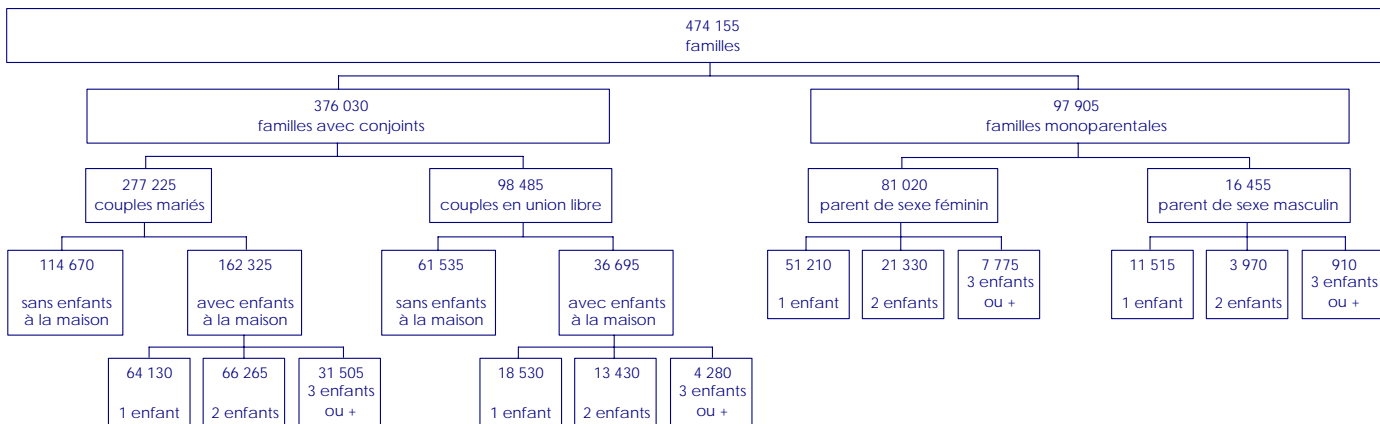 474 155
familles
376 030
familles avec conjoints
97 905
familles monoparentales
277 225
couples mariés
98 485
couples en union libre
81 020
parent de sexe féminin
16 455
parent de sexe masculin
114 670
sans enfants
à la maison
162 325
avec enfants
à la maison
61 535
sans enfants
à la maison
36 695
avec enfants
à la maison
51 210
1 enfant
21 330
2 enfants
7 775
3 enfants
ou +
11 515
1 enfant
3 970
2 enfants
910
3 enfants
ou +
64 130
1 enfant
66 265
2 enfants
31 505
3 enfants
ou +
18 530
1 enfant
13 430
2 enfants
4 280
3 enfants
ou +